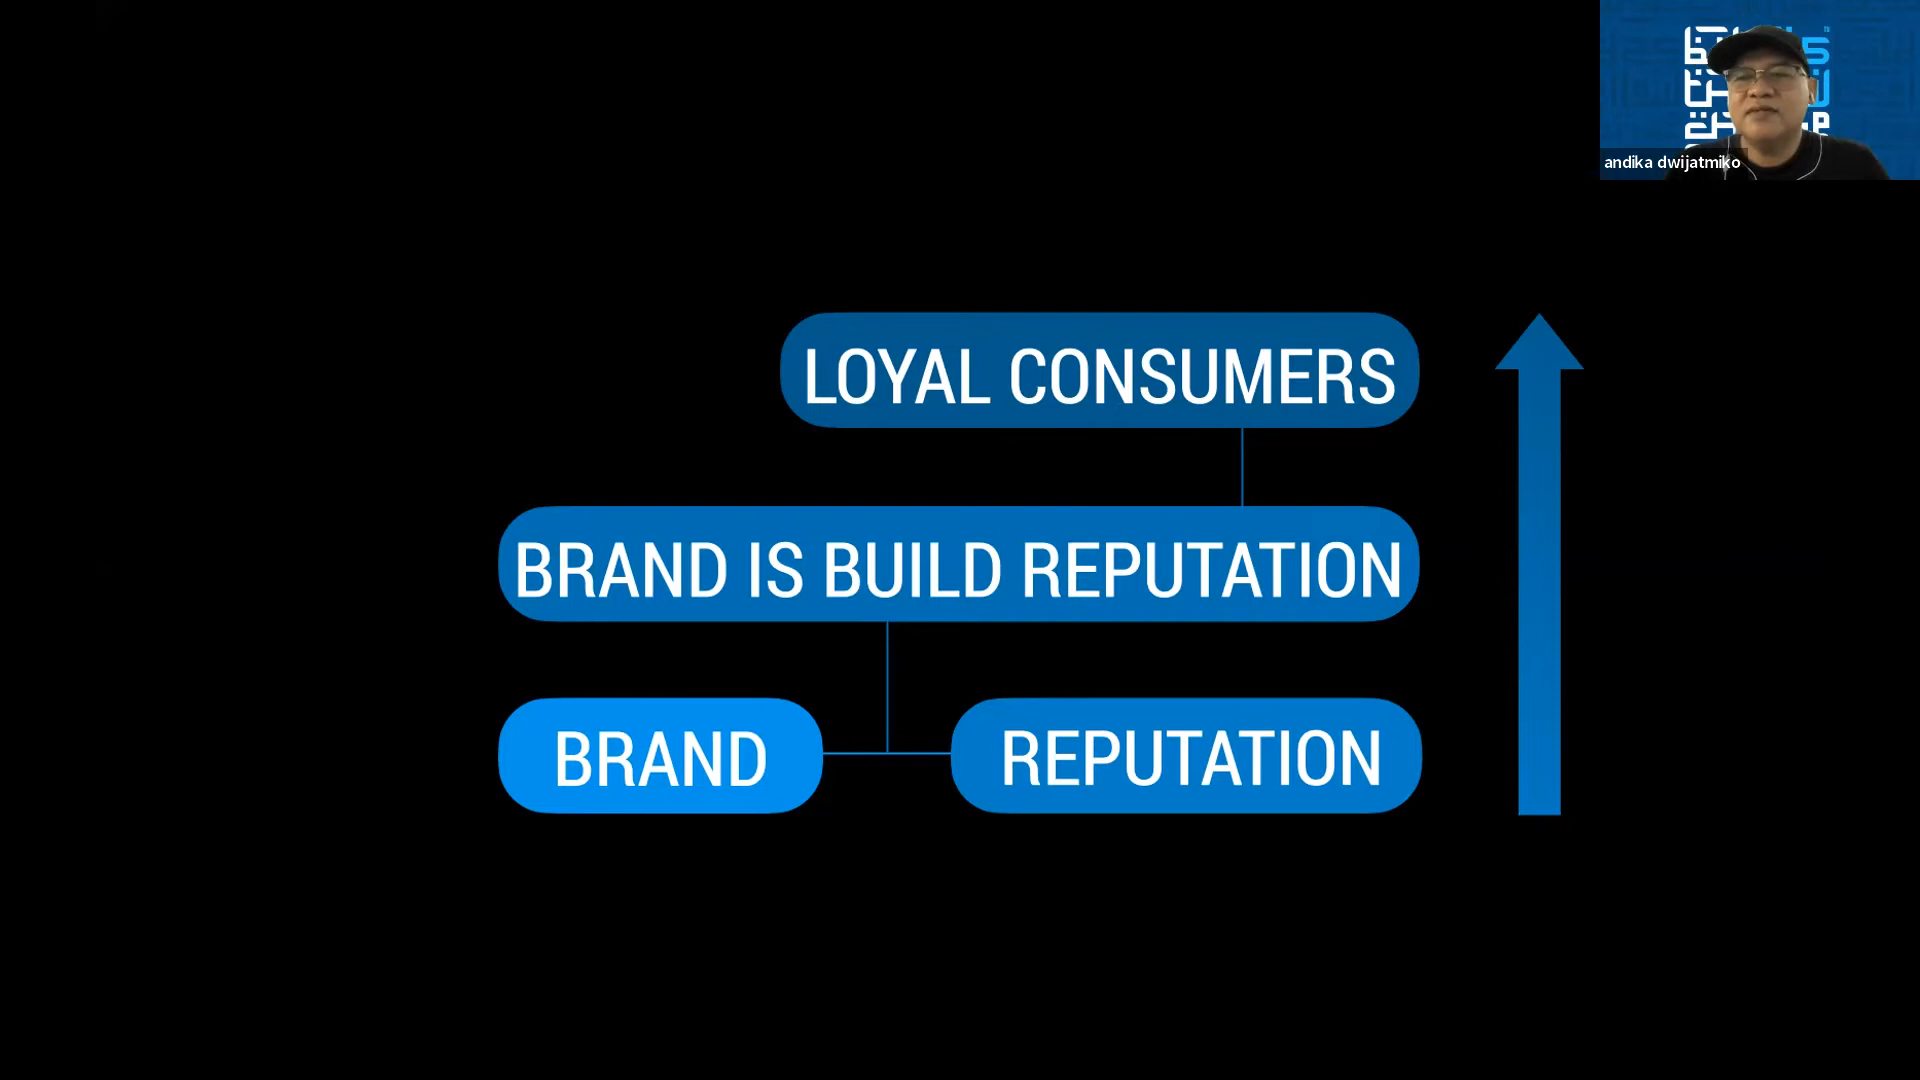 andika dwijatmiko
LOYAL CONSUMERS
BRAND IS BUILD REPUTATION
BRAND
REPUTATION